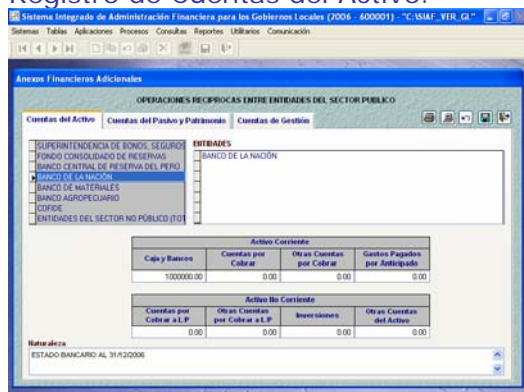 Registro de Cuentas del Activo:
Sistema Integrado de Administración Financiera para los Gobiernos Locales (2006 - 600001) - "C:\SIAF_VER_GL"
Sistemas Tablas Aplicaciones Procesos Consultas Reportes Utilitarios Comunicación
Anexos Financieros Adicionales
OPERACIONES RECIPROCAS ENTRE ENTIDADES DEL SECTOR PUBLICO
Cuentas del Activo Cuentas del Pasivo y Patrimonio Cuentas de Gestión
ENTIDADES
SUPERINTENDENCIA DE BONOS, SEGUROS
FONDO CONSOLIDADO DE RESERVAS
BANCO CENTRAL DE RESERVA DEL PERÚ
BANCO DE LA NACIÓN
BANCO DE MATERIALES
BANCO AGROPECUARIO
COFIDE
ENTIDADES DEL SECTOR NO PÚBLICO (TOT
BANCO DE LA NACIÓN
Activo Corriente
Caja y Bancos Cuentas por Cobrar Otras Cuentas por Cobrar Gastos Pagados por Anticipado
1000000.00 0.00 0.00 0.00
Activo No Corriente
Cuentas por Cobrar a L/P Otras Cuentas por Cobrar a L.P Inversiones Otras Cuentas del Activo
0.00 0.00 0.00 0.00
Naturaleza
ESTADO BANCARIO AL 31/12/2006